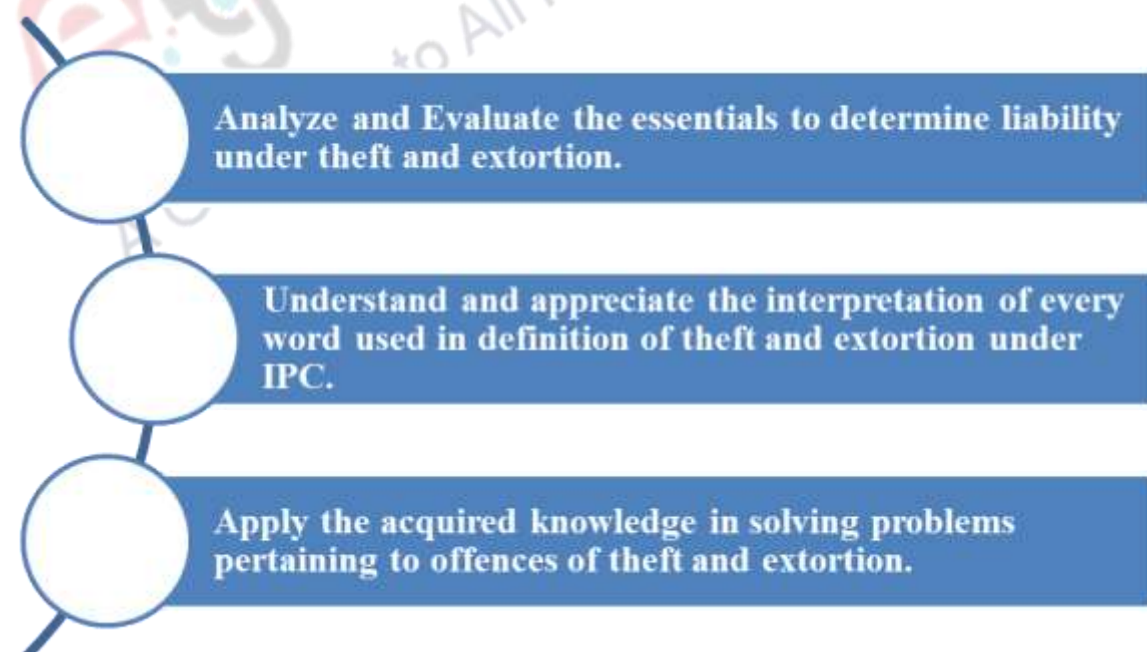 to All
Analyze and Evaluate the essentials to determine liability
under theft and extortion.
Understand and appreciate the interpretation of every
word used in definition of theft and extortion under
IPC.
Apply the acquired knowledge in solving problems
pertaining to offences of theft and extortion.